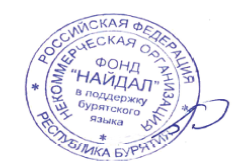 РОССИЙСКАЯ ФЕДЕРАЦИЯ
НЕКОММЕРЧЕСКАЯ ОРГАНИЗАЦИЯ
ФОНД
"НАЙДАЛ"
в поддержку
бурятского
языка
* РЕСПУБЛИКА БУРЯТИЯ *
*